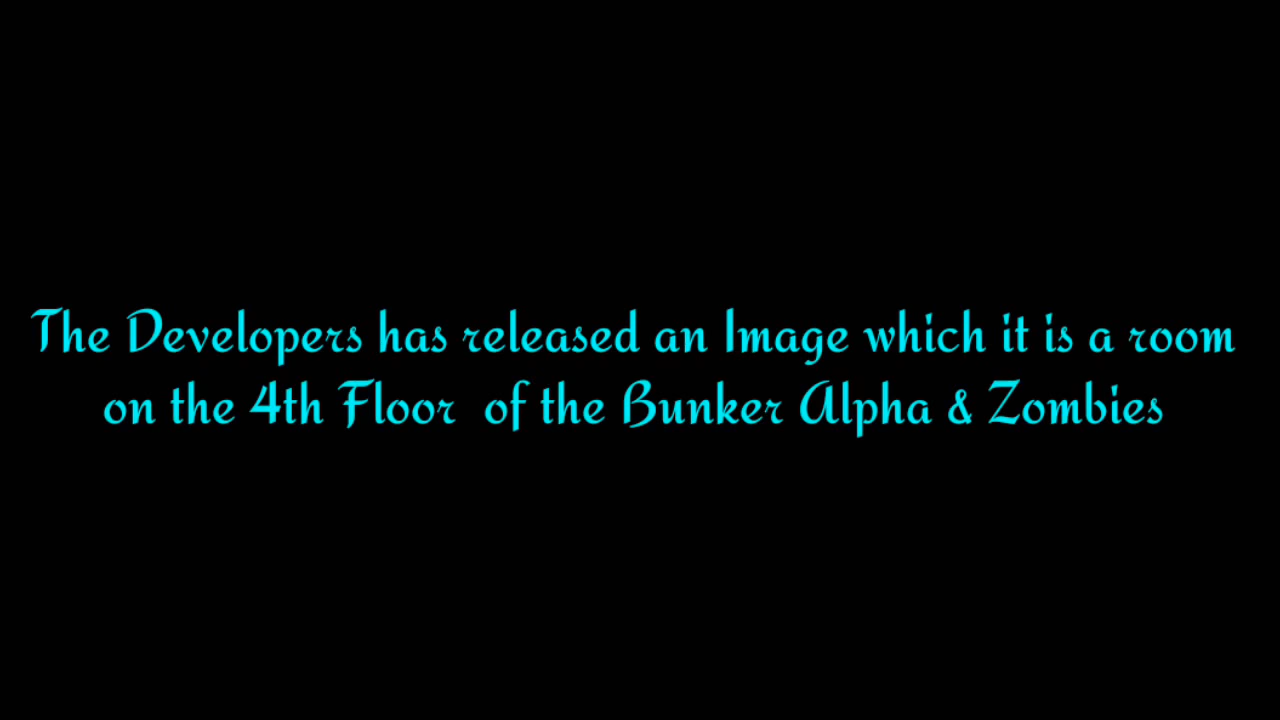 The Developers has released an Image which it is a room
on the 4th Floor of the Bunker Alpha & Zombies